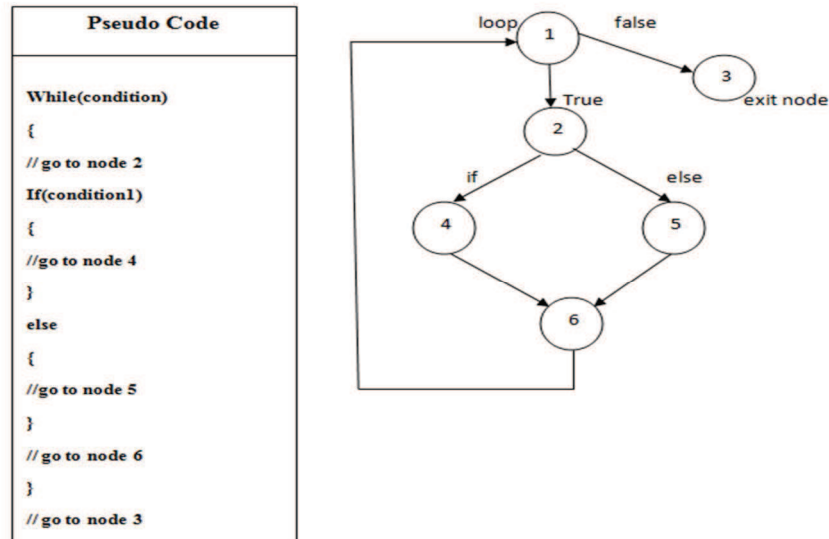 Pseudo Code
While(condition)
{
// go to node 2
If(condition1)
{
//go to node 4
}
else
{
//go to node 5
}
// go to node 6
}
// go to node 3
loop
1
false
3
exit node
True
2
if
else
4
5
6